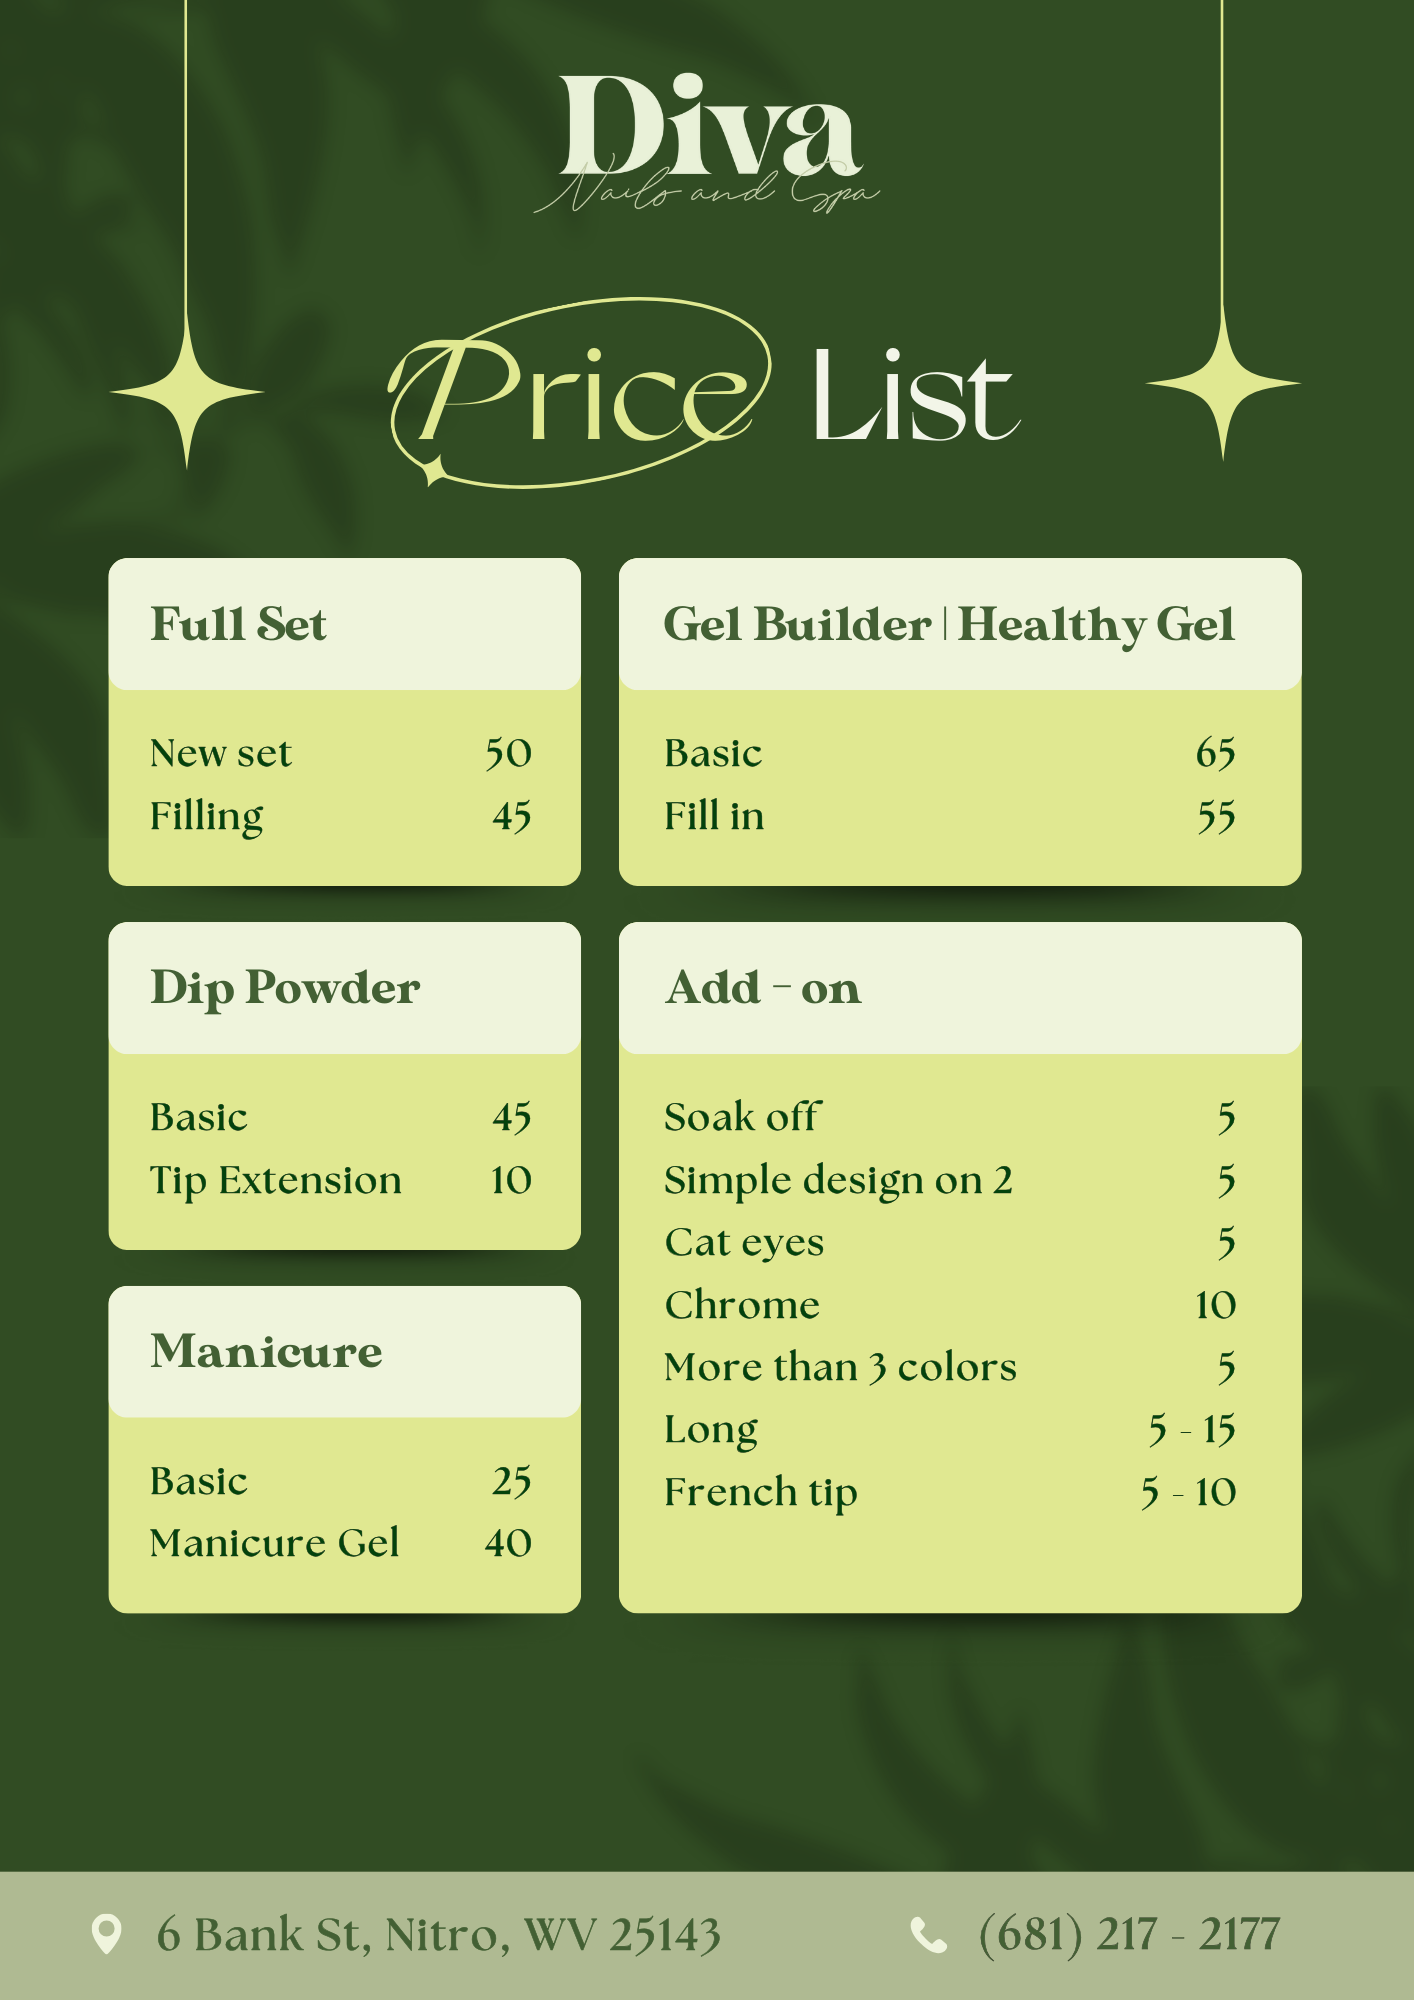 Diva
Nails and Spa
Price List
Full Set
New set 50
Filling 45
Gel Builder | Healthy Gel
Basic 65
Fill in 55
Dip Powder
Basic 45
Tip Extension 10
Manicure
Basic 25
Manicure Gel 40
Add - on
Soak off 5
Simple design on 2 5
Cat eyes 5
Chrome 10
More than 3 colors 5
Long 5 - 15
French tip 5 - 10
6 Bank St, Nitro, WV 25143
(681) 217 - 2177